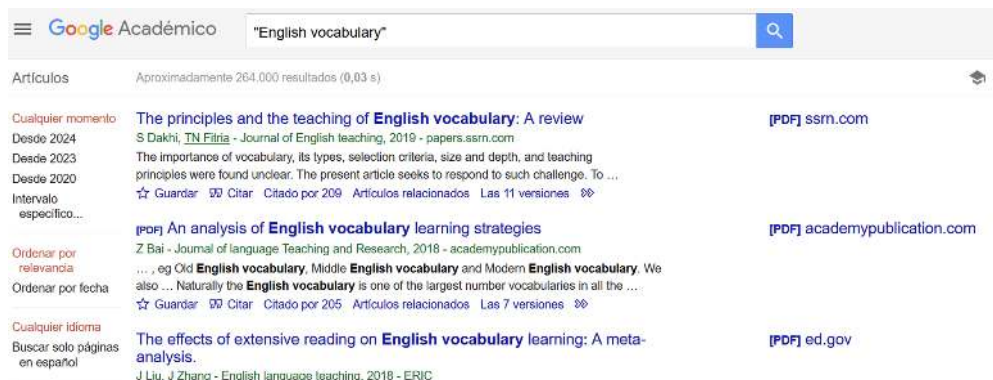 Google Académico
"English vocabulary"
Artículos
Aproximadamente 264.000 resultados (0,03 s)
Cualquier momento
Desde 2024
Desde 2023
Desde 2020
Intervalo
específico...
Ordenar por
relevancia
Ordenar por fecha
Cualquier idioma
Buscar solo páginas
en español
The principles and the teaching of English vocabulary: A review
S Dakhi, TN Fitria - Journal of English teaching, 2019 - papers.ssrn.com
The importance of vocabulary, its types, selection criteria, size and depth, and teaching
principles were found unclear. The present article seeks to respond to such challenge. To ...
Guardar Citar Citado por 209 Artículos relacionados Las 11 versiones
[PDF] ssrn.com
[PDF] An analysis of English vocabulary learning strategies
Z Bai - Journal of language Teaching and Research, 2018 - academypublication.com
... , eg Old English vocabulary, Middle English vocabulary and Modern English vocabulary. We
also ... Naturally the English vocabulary is one of the largest number vocabularies in all the ...
Guardar Citar Citado por 205 Artículos relacionados Las 7 versiones
[PDF] academypublication.com
The effects of extensive reading on English vocabulary learning: A meta-
analysis.
J Liu, J Zhang - English language teaching, 2018 - ERIC
[PDF] ed.gov